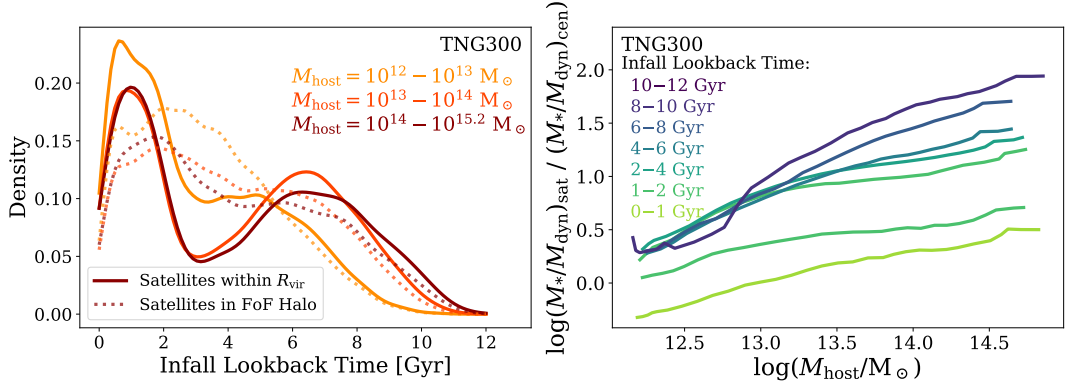 TNG300
M_host = 10^12 − 10^13 M_⊙
M_host = 10^13 − 10^14 M_⊙
M_host = 10^14 − 10^15.2 M_⊙
Density
0.20
0.15
0.10
0.05
0.00
Satellites within R_vir
Satellites in FoF Halo
0 2 4 6 8 10 12
Infall Lookback Time [Gyr]
TNG300
Infall Lookback Time:
10−12 Gyr
8−10 Gyr
6−8 Gyr
4−6 Gyr
2−4 Gyr
1−2 Gyr
0−1 Gyr
log(M_*/M_dyn)_sat / (M_*/M_dyn)_cen)
2.0
1.5
1.0
0.5
0.0
12.5 13.0 13.5 14.0 14.5
log(M_host/M_⊙)